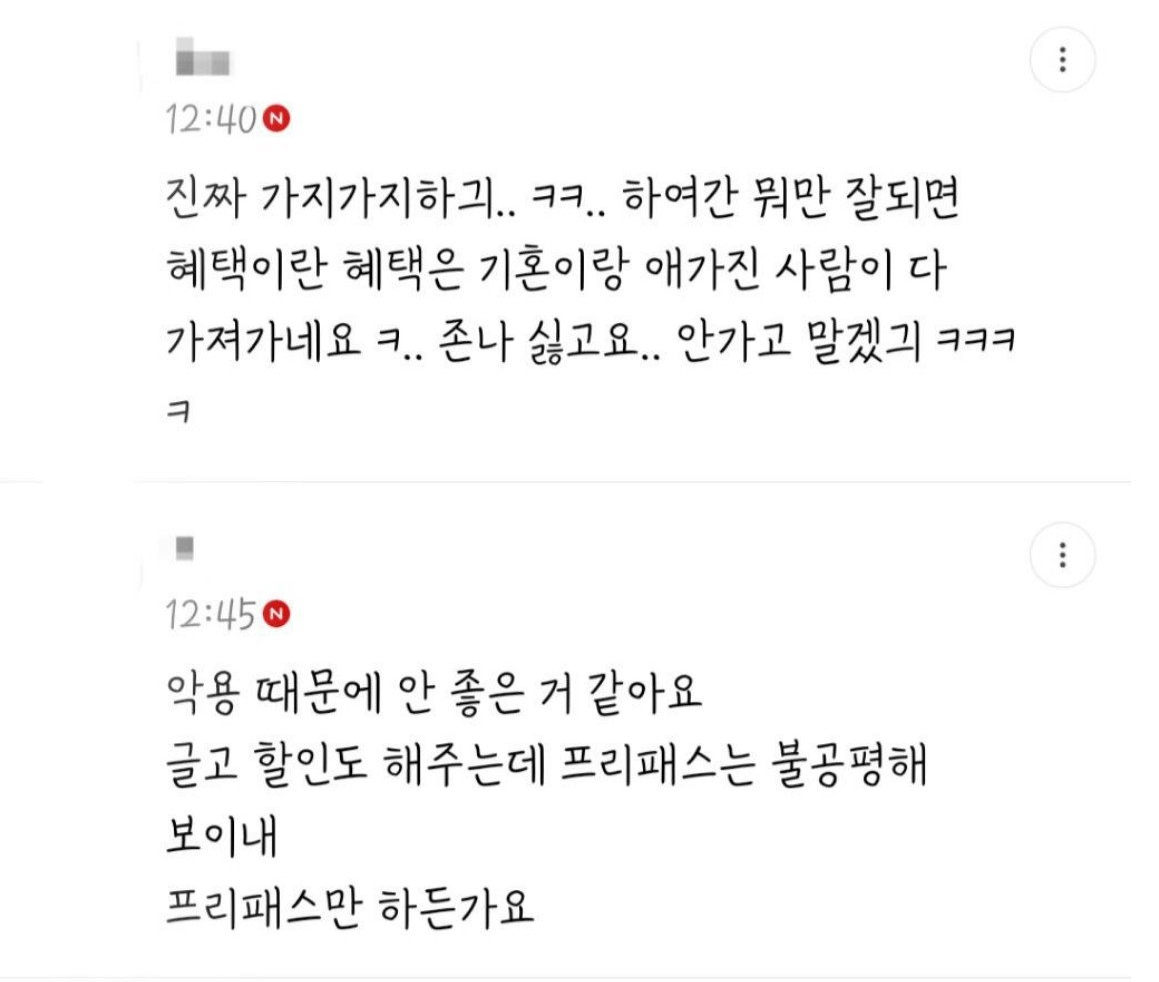 12:40 N
진짜 가지가지하긔.. ㅋㅋ.. 하여간 뭐만 잘되면
혜택이란 혜택은 기혼이랑 애가진 사람이 다
가져가네요 ㅋ.. 존나 싫고요.. 안가고 말겠긔 ㅋㅋㅋ
ㅋ
12:45 N
악용 때문에 안 좋은 거 같아요
글고 할인도 해주는데 프리패스는 불공평해
보이내
프리패스만 하든가요